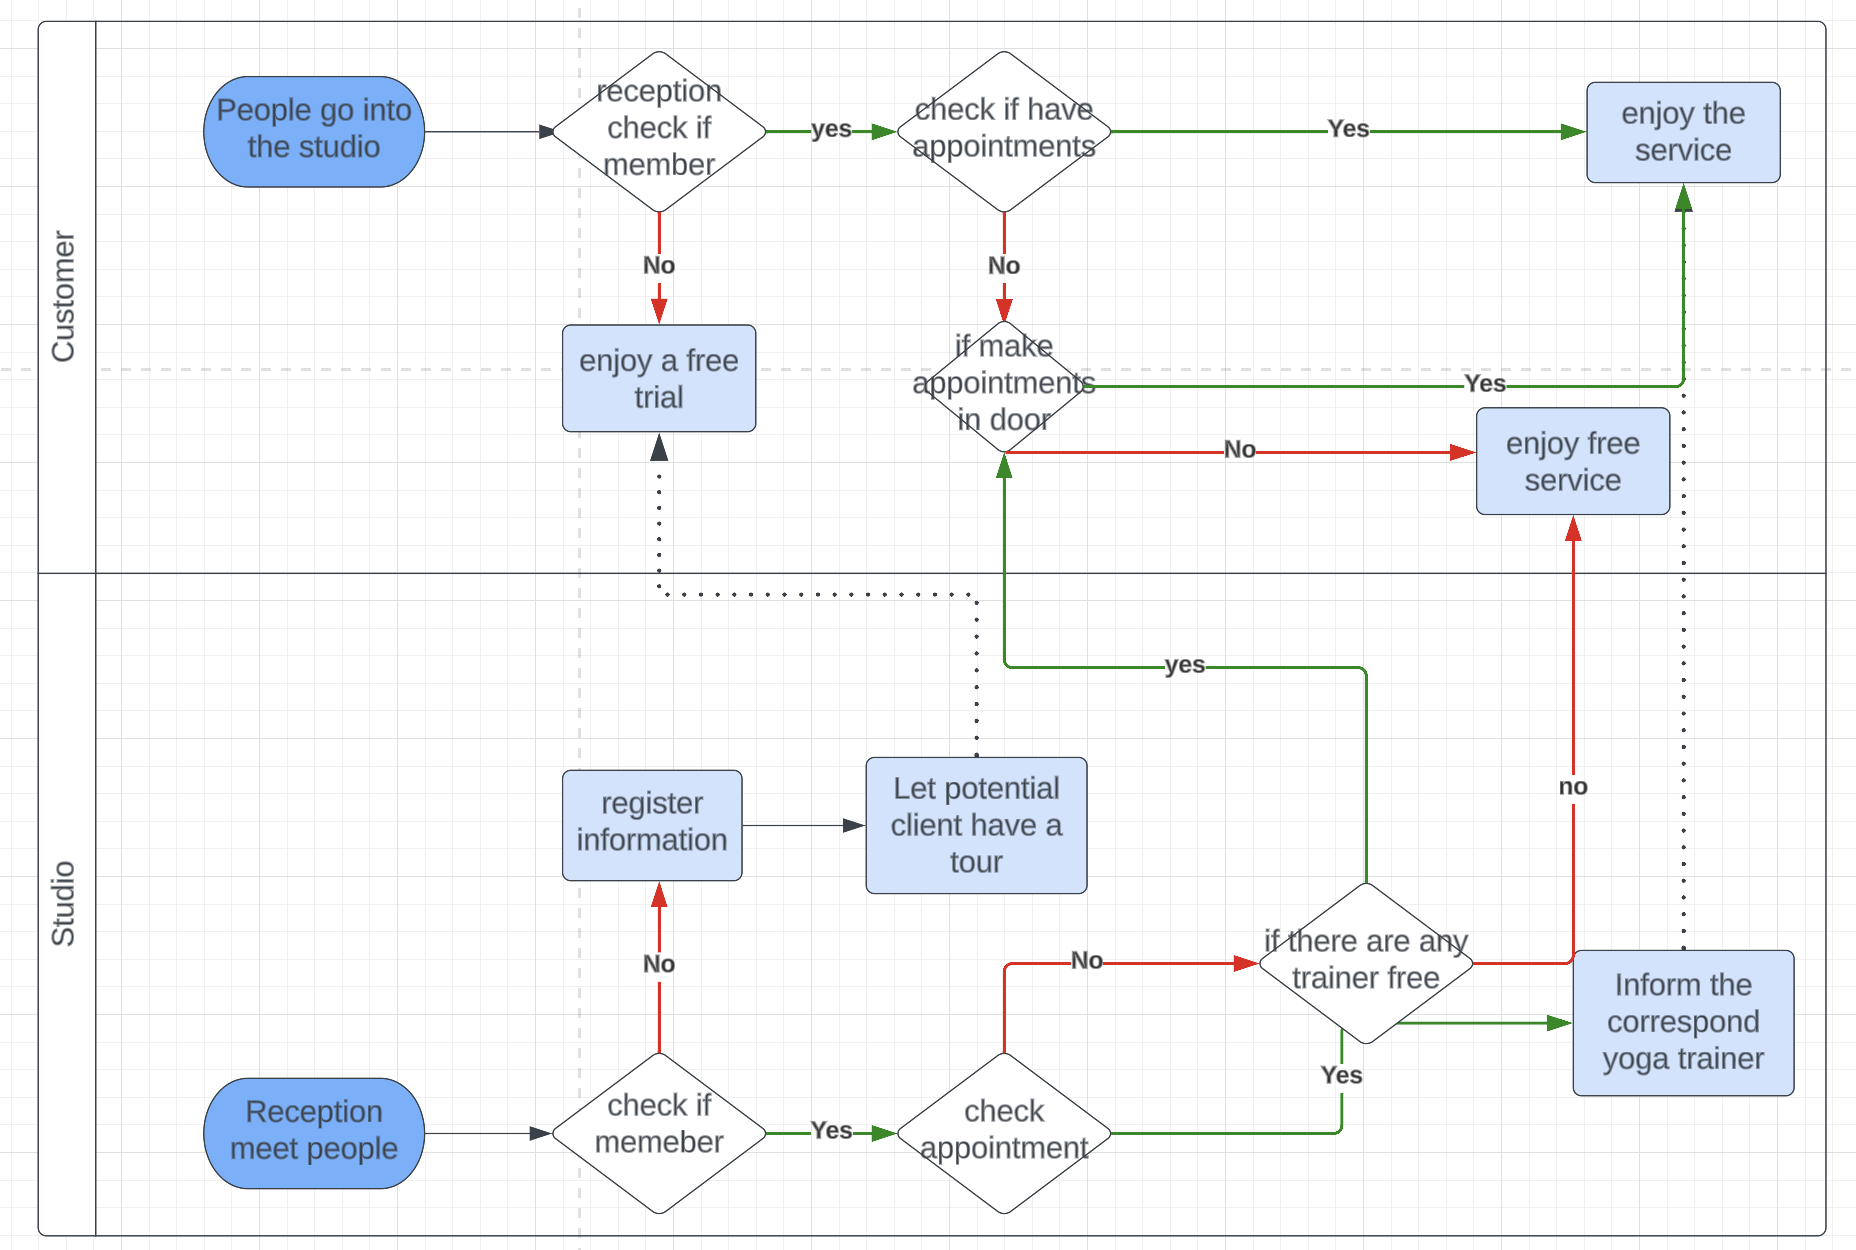 Customer
People go into
the studio
reception
check if
member
yes
check if have
appointments
Yes
enjoy the
service
No
No
enjoy a free
trial
if make
appointments
in door
Yes
No
enjoy free
service
Studio
yes
register
information
Let potential
client have a
tour
no
No
No
if there are any
trainer free
Inform the
correspond
yoga trainer
Yes
Reception
meet people
check if
memeber
Yes
check
appointment